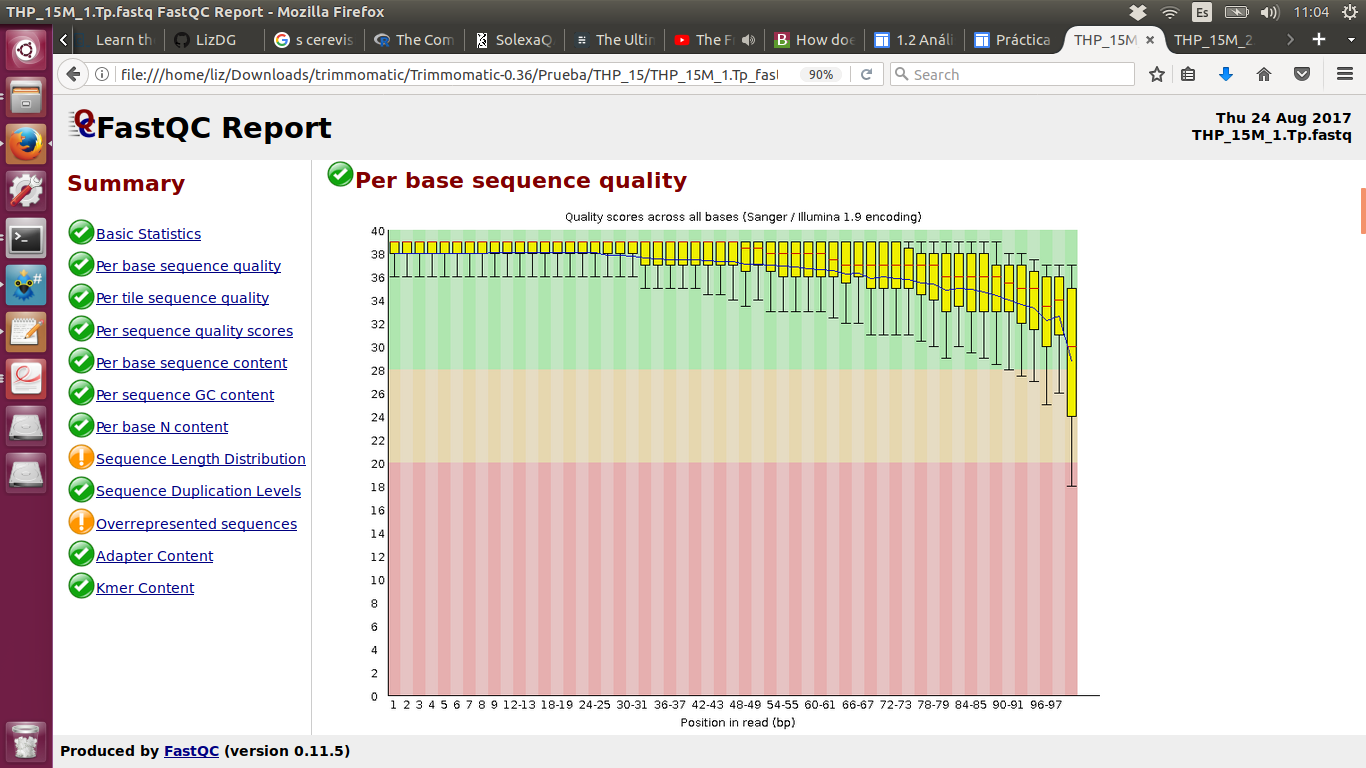 THP_15M_1.Tp.fastq FastQC Report - Mozilla Firefox
Es
11:04
Learn th
LizDG
s cerevis
The Com
SolexaQ
The Ultin
The F
How doe
1.2 Análi
Práctica
THP_15M
THP_15M_2
file:///home/liz/Downloads/trimmomatic/Trimmomatic-0.36/Prueba/THP_15/THP_15M_1.Tp_fast
90%
Search
FastQC Report
Thu 24 Aug 2017
THP_15M_1.Tp.fastq
Summary
Basic Statistics
Per base sequence quality
Per tile sequence quality
Per sequence quality scores
Per base sequence content
Per sequence GC content
Per base N content
Sequence Length Distribution
Sequence Duplication Levels
Overrepresented sequences
Adapter Content
Kmer Content
Per base sequence quality
Quality scores across all bases (Sanger / Illumina 1.9 encoding)
40
38
36
34
32
30
28
26
24
22
20
18
16
14
12
10
8
6
4
2
0
1 2 3 4 5 6 7 8 9 12-13 18-19 24-25 30-31 36-37 42-43 48-49 54-55 60-61 66-67 72-73 78-79 84-85 90-91 96-97
Position in read (bp)
Produced by FastQC (version 0.11.5)